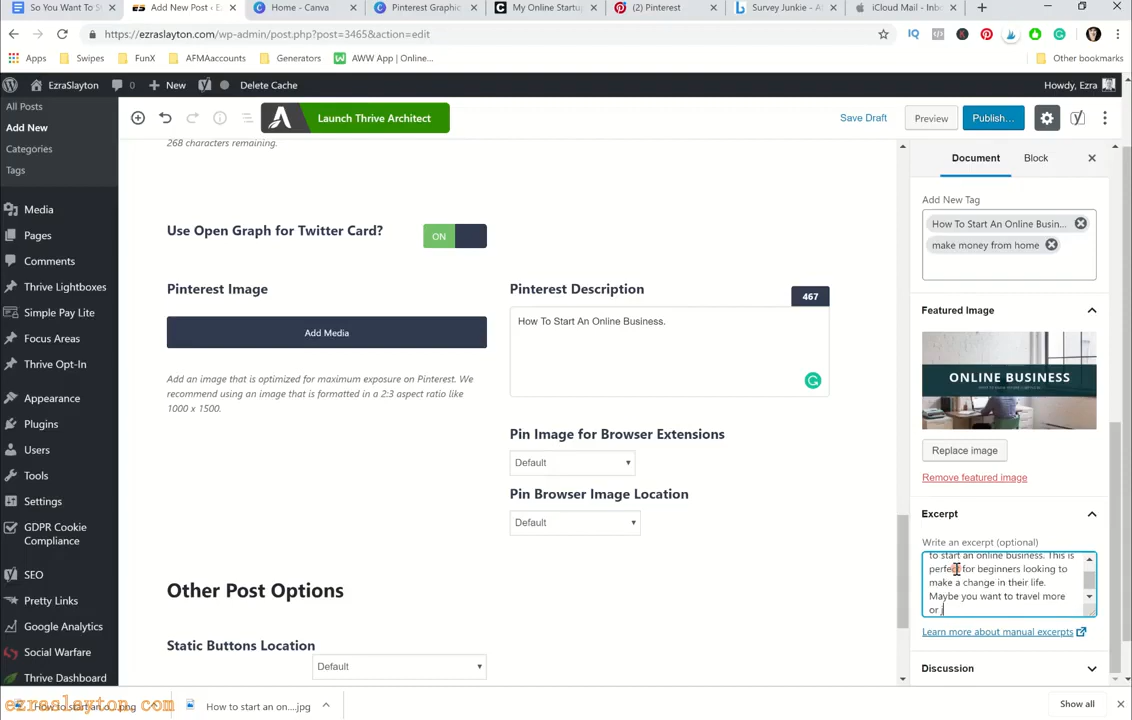 So You Want To St
Add New Post ‹ E
Home - Canva
Pinterest Graphic
My Online Startu
(2) Pinterest
Survey Junkie - A
iCloud Mail - Inb
https://ezraslayton.com/wp-admin/post.php?post=3465&action=edit
Apps
Swipes
FunX
AFMAaccounts
Generators
AWW App | Online...
Other bookmarks
EzraSlayton
0
New
Delete Cache
Howdy, Ezra
All Posts
Add New
Categories
Tags
Media
Pages
Comments
Thrive Lightboxes
Simple Pay Lite
Focus Areas
Thrive Opt-In
Appearance
Plugins
Users
Tools
Settings
GDPR Cookie
Compliance
SEO
Pretty Links
Google Analytics
Social Warfare
Thrive Dashboard
Launch Thrive Architect
Save Draft
Preview
Publish...
268 characters remaining.
Use Open Graph for Twitter Card?
ON
Pinterest Image
Add Media
Add an image that is optimized for maximum exposure on Pinterest. We
recommend using an image that is formatted in a 2:3 aspect ratio like
1000 x 1500.
Pinterest Description
467
How To Start An Online Business.
Pin Image for Browser Extensions
Default
Pin Browser Image Location
Default
Other Post Options
Static Buttons Location
Default
Document
Block
Add New Tag
How To Start An Online Busin...
make money from home
Featured Image
ONLINE BUSINESS
Replace image
Remove featured image
Excerpt
Write an excerpt (optional)
to start an online business. This is
perfect for beginners looking to
make a change in their life.
Maybe you want to travel more
or j
Learn more about manual excerpts
Discussion
ezraslayton.com
How to start an on....jpg
Show all